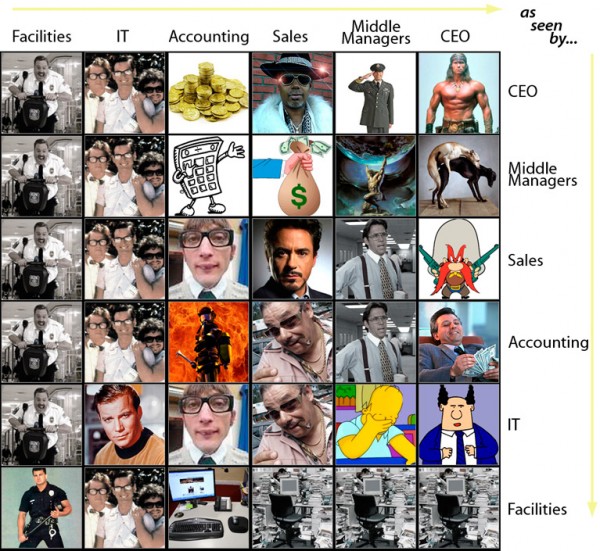 as
seen
by...
Facilities IT Accounting Sales Middle Managers CEO
CEO
Middle
Managers
Sales
Accounting
IT
Facilities
$